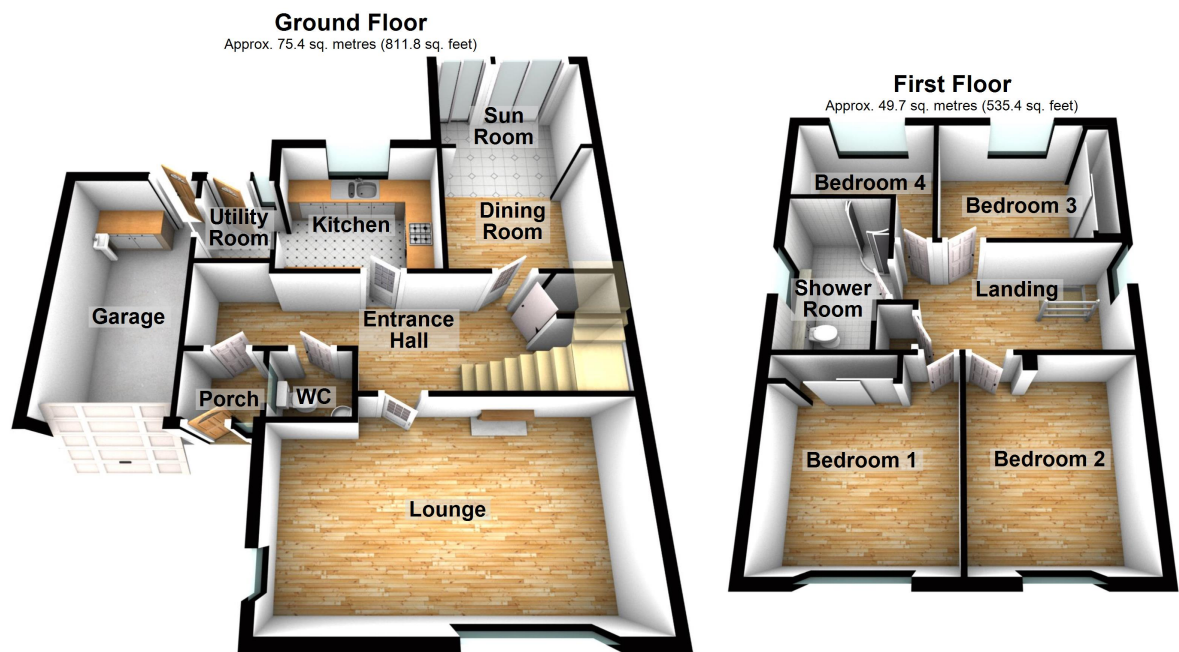 Ground Floor
Approx. 75.4 sq. metres (811.8 sq. feet)
Sun
Room
Utility
Room
Kitchen
Dining
Room
Garage
Entrance
Hall
Porch
WC
Lounge
First Floor
Approx. 49.7 sq. metres (535.4 sq. feet)
Bedroom 4
Bedroom 3
Shower
Room
Landing
Bedroom 1
Bedroom 2